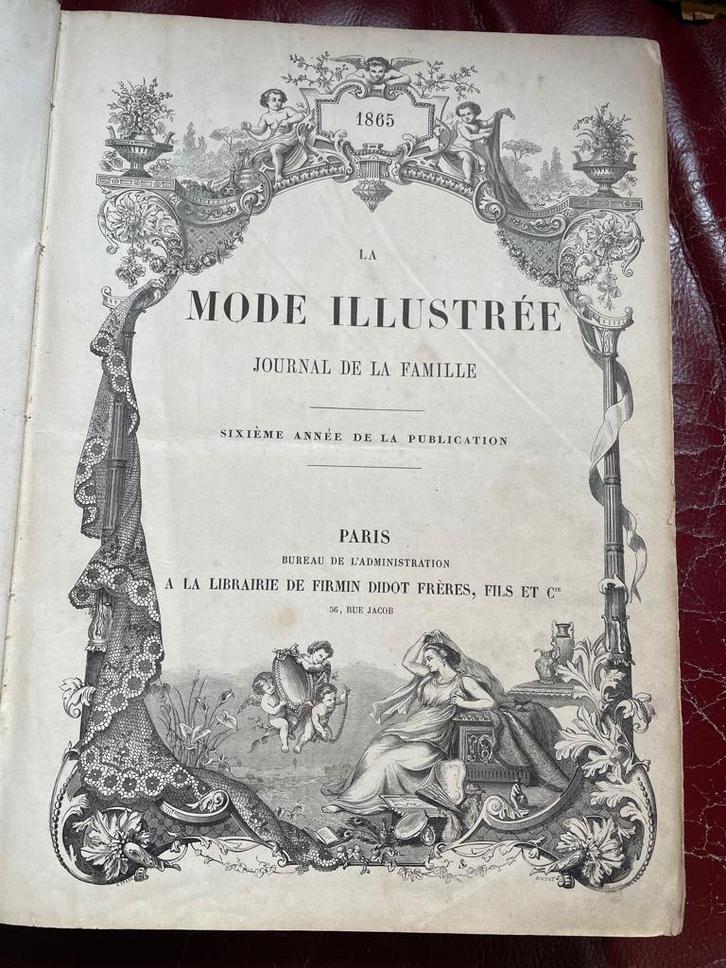 1865
LA
MODE ILLUSTRÉE
JOURNAL DE LA FAMILLE
SIXIÈME ANNÉE DE LA PUBLICATION
PARIS
BUREAU DE L'ADMINISTRATION
A LA LIBRAIRIE DE FIRMIN DIDOT FRÈRES, FILS ET Cie
56, RUE JACOB